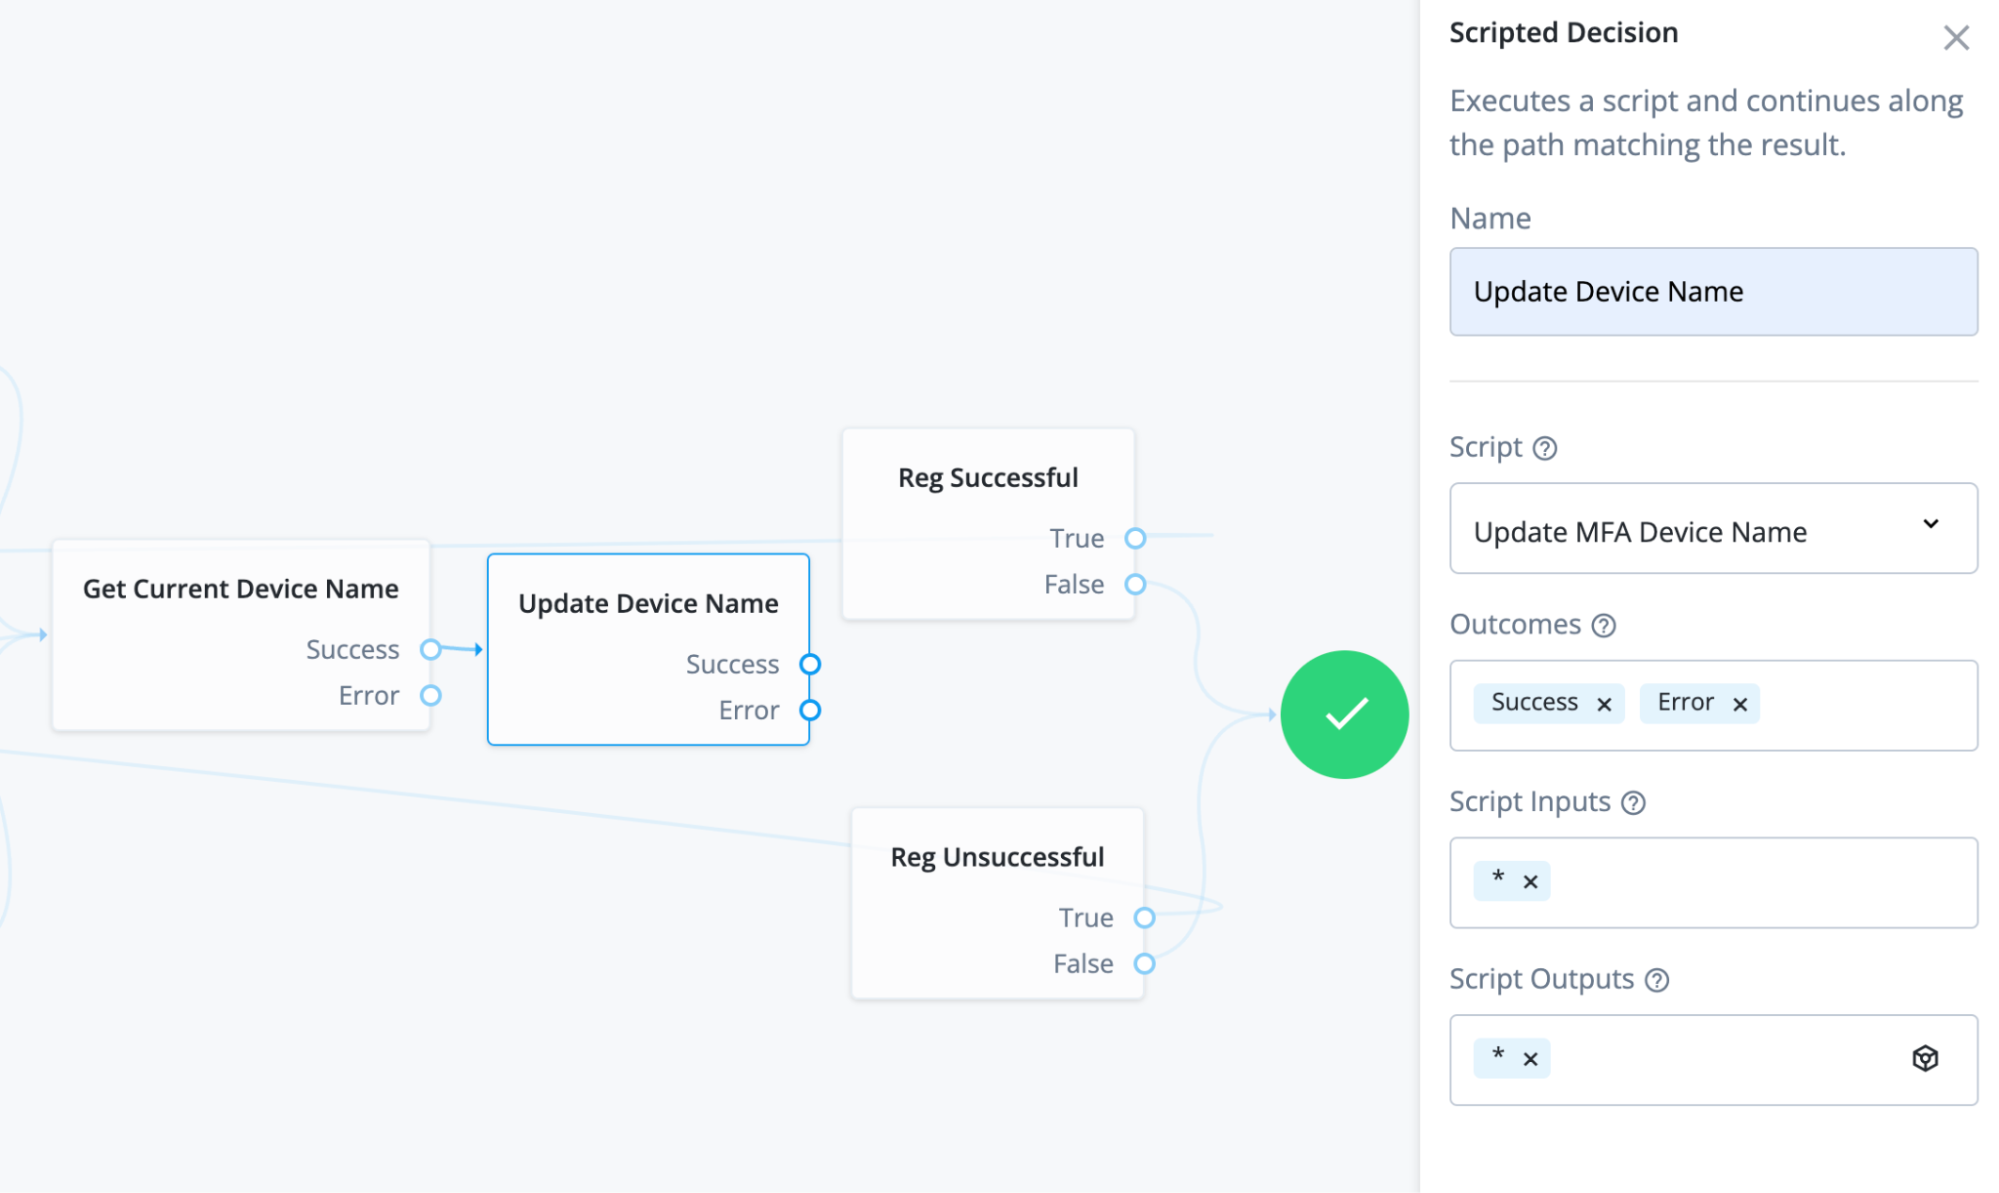 Get Current Device Name
Success
Error
Update Device Name
Success
Error
Reg Successful
True
False
Reg Unsuccessful
True
False
Scripted Decision
Executes a script and continues along
the path matching the result.
Name
Update Device Name
Script
Update MFA Device Name
Outcomes
Success × Error ×
Script Inputs
* ×
Script Outputs
* ×